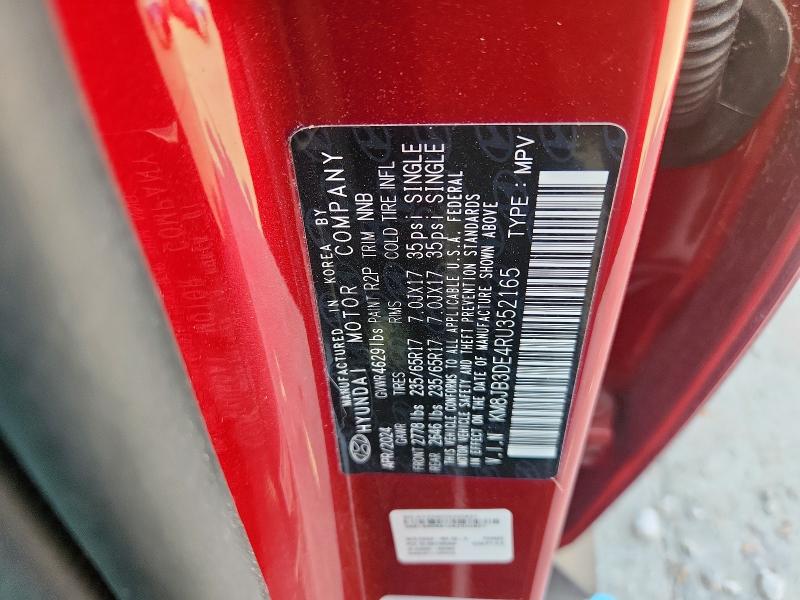 MANUFACTURED IN KOREA BY
HYUNDAI MOTOR COMPANY
APR/2024 GVWR 4629 lbs PAINT R2P TRIM NNB
GAWR TIRES RIMS COLD TIRE INFL
FRONT 2778 lbs 235/65R17 7.0JX17 35psi SINGLE
REAR 2646 lbs 235/65R17 7.0JX17 35psi SINGLE
THIS VEHICLE CONFORMS TO ALL APPLICABLE U.S.A. FEDERAL
MOTOR VEHICLE SAFETY AND THEFT PREVENTION STANDARDS
IN EFFECT ON THE DATE OF MANUFACTURE SHOWN ABOVE
V.I.N KM8JB3DE4RU352165 TYPE : MPV